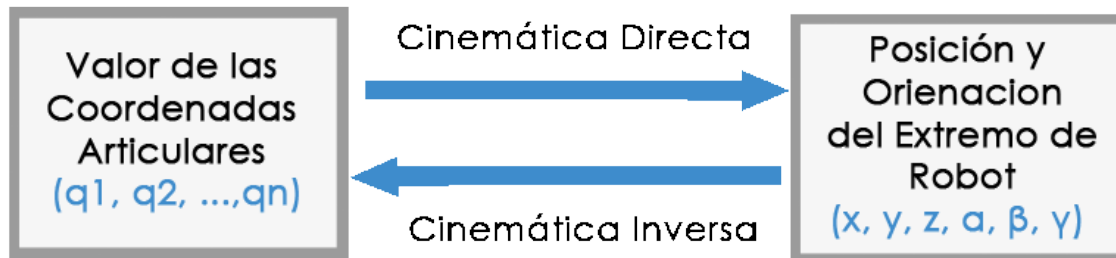 Valor de las
Coordenadas
Articulares
(q1, q2, ...,qn)
Cinemática Directa
Cinemática Inversa
Posición y
Orienacion
del Extremo de
Robot
(x, y, z, α, β, γ)